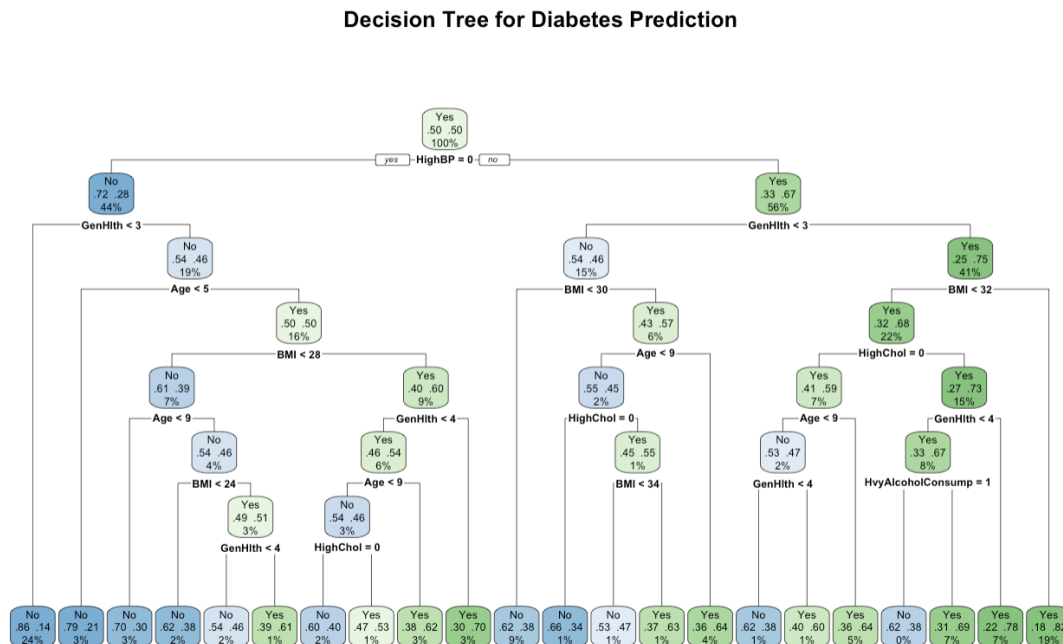 Decision Tree for Diabetes Prediction
Yes
.50 .50
100%
yes HighBP = 0 no
No
.72 .28
44%
GenHlth < 3
Yes
.33 .67
56%
GenHlth < 3
No
.54 .46
19%
Age < 5
No
.54 .46
15%
BMI < 30
Yes
.25 .75
41%
BMI < 32
Yes
.50 .50
16%
BMI < 28
Yes
.43 .57
6%
Age < 9
Yes
.32 .68
22%
HighChol = 0
No
.61 .39
7%
Age < 9
Yes
.40 .60
9%
GenHlth < 4
No
.55 .45
2%
HighChol = 0
Yes
.41 .59
7%
Age < 9
Yes
.27 .73
15%
GenHlth < 4
No
.54 .46
4%
BMI < 24
Yes
.46 .54
6%
Age < 9
Yes
.45 .55
1%
BMI < 34
No
.53 .47
2%
GenHlth < 4
Yes
.33 .67
8%
HvyAlcoholConsump = 1
Yes
.49 .51
3%
GenHlth < 4
No
.54 .46
3%
HighChol = 0
No
.86 .14
24%
No
.79 .21
3%
No
.70 .30
3%
No
.62 .38
2%
No
.54 .46
2%
Yes
.39 .61
1%
No
.60 .40
2%
Yes
.47 .53
1%
Yes
.38 .62
3%
Yes
.30 .70
3%
No
.62 .38
9%
No
.66 .34
1%
No
.53 .47
1%
Yes
.37 .63
1%
Yes
.36 .64
4%
No
.62 .38
1%
Yes
.40 .60
1%
Yes
.36 .64
5%
No
.62 .38
0%
Yes
.31 .69
7%
Yes
.22 .78
7%
Yes
.18